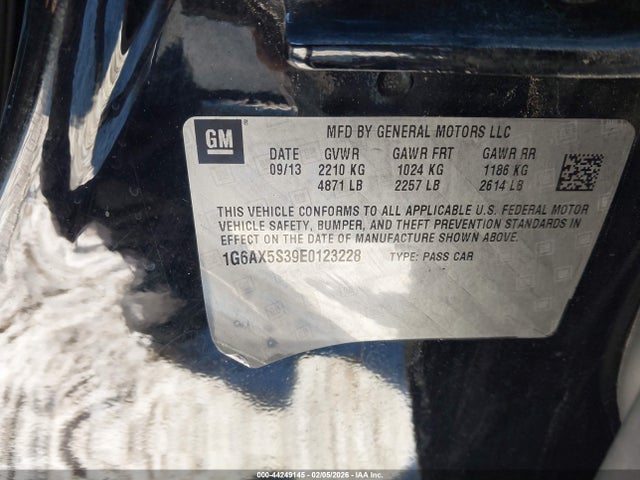 GM
MFD BY GENERAL MOTORS LLC
DATE GVWR GAWR FRT GAWR RR
09/13 2210 KG 1024 KG 1186 KG
4871 LB 2257 LB 2614 LB
THIS VEHICLE CONFORMS TO ALL APPLICABLE U.S. FEDERAL MOTOR
VEHICLE SAFETY, BUMPER, AND THEFT PREVENTION STANDARDS IN
EFFECT ON THE DATE OF MANUFACTURE SHOWN ABOVE.
1G6AX5S39E0123228 TYPE: PASS CAR
000-44249145 - 02/05/2026 - IAA HOLDINGS, LLC